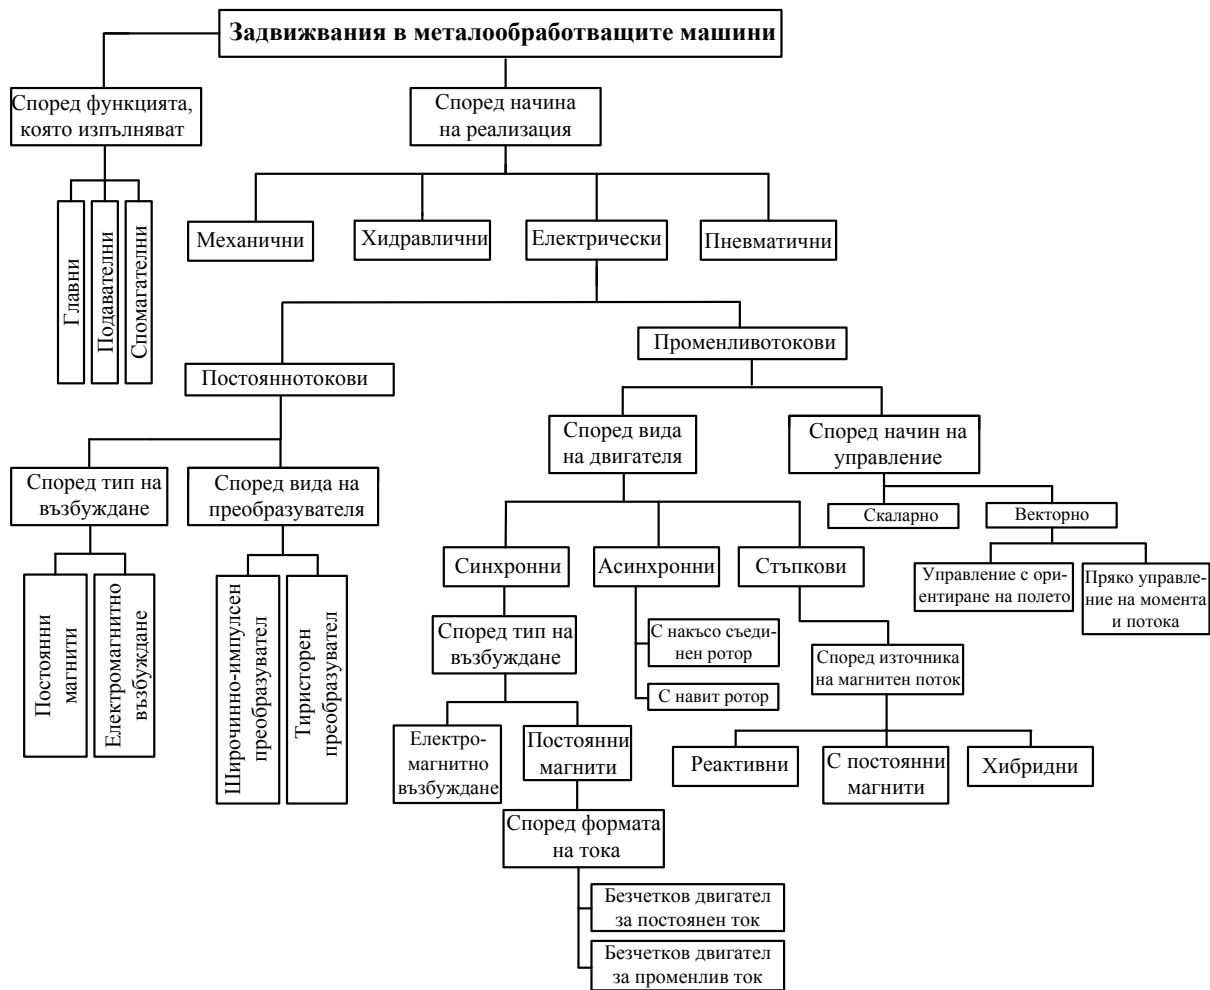 Задвижвания в металообработващите машини
Според функцията,
която изпълняват
Според начина
на реализация
Главни
Подавателни
Спомагателни
Механични
Хидравлични
Електрически
Пневматични
Постояннотокови
Променливотокови
Според тип на
възбуждане
Според вида на
преобразувателя
Постоянни
магнити
Електромагнитно
възбуждане
Широчинно-импулсен
преобразувател
Тиристорен
преобразувател
Според вида
на двигателя
Според начин на
управление
Скаларно
Векторно
Управление с ори-
ентиране на полето
Пряко управле-
ние на момента
и потока
Синхронни
Асинхронни
Стъпкови
Според тип на
възбуждане
С накъсо съеди-
нен ротор
С навит ротор
Според източника
на магнитен поток
Електро-
магнитно
възбуждане
Постоянни
магнити
Реактивни
С постоянни
магнити
Хибридни
Според формата
на тока
Безчетков двигател
за постоянен ток
Безчетков двигател
за променлив ток